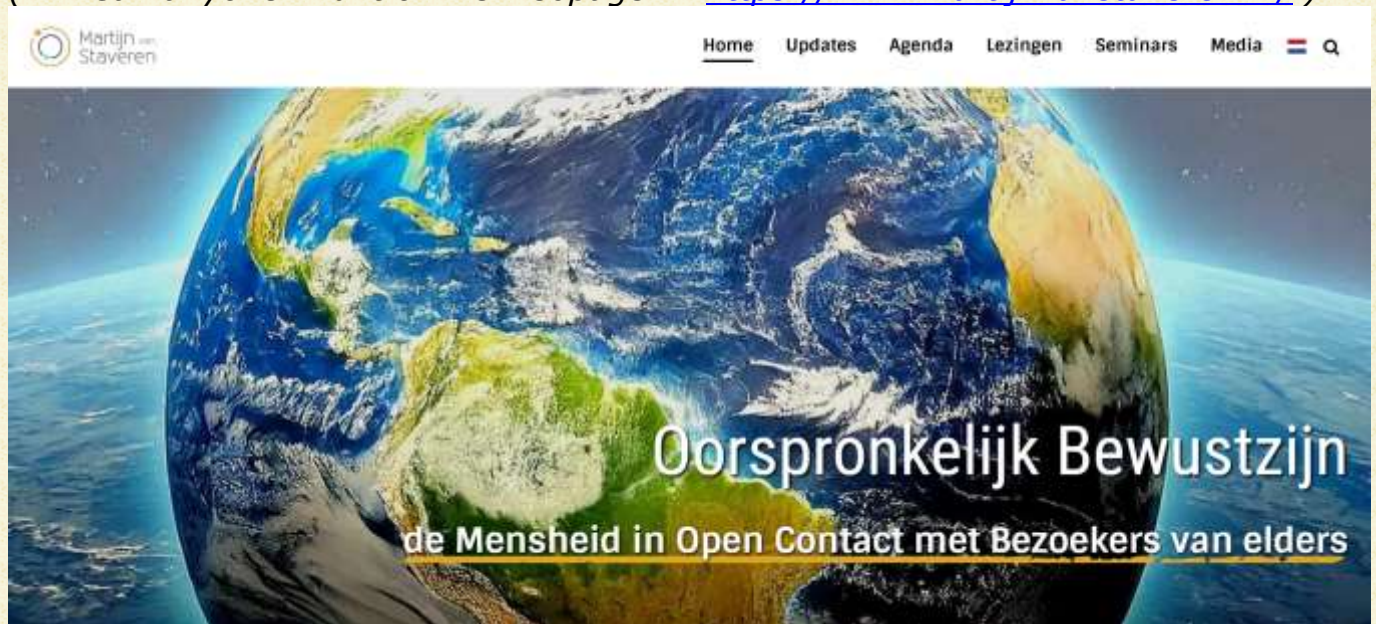 Martijn van
Staveren
Home Updates Agenda Lezingen Seminars Media
Oorspronkelijk Bewustzijn
de Mensheid in Open Contact met Bezoekers van elders